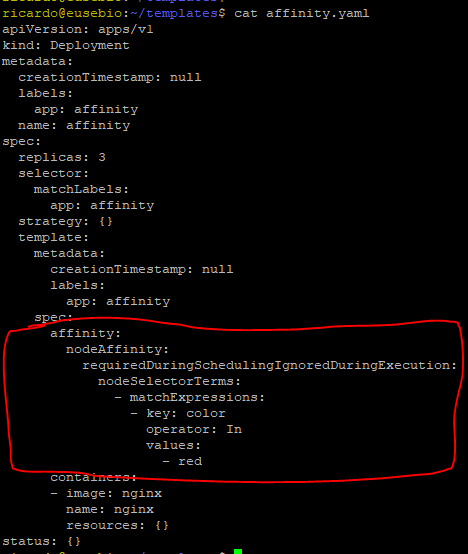 ricardo@eusebio:~/templates$ cat affinity.yaml
apiVersion: apps/v1
kind: Deployment
metadata:
  creationTimestamp: null
  labels:
    app: affinity
  name: affinity
spec:
  replicas: 3
  selector:
    matchLabels:
      app: affinity
  strategy: {}
  template:
    metadata:
      creationTimestamp: null
      labels:
        app: affinity
    spec:
      affinity:
        nodeAffinity:
          requiredDuringSchedulingIgnoredDuringExecution:
            nodeSelectorTerms:
              - matchExpressions:
                - key: color
                  operator: In
                  values:
                    - red
      containers:
      - image: nginx
        name: nginx
        resources: {}
status: {}